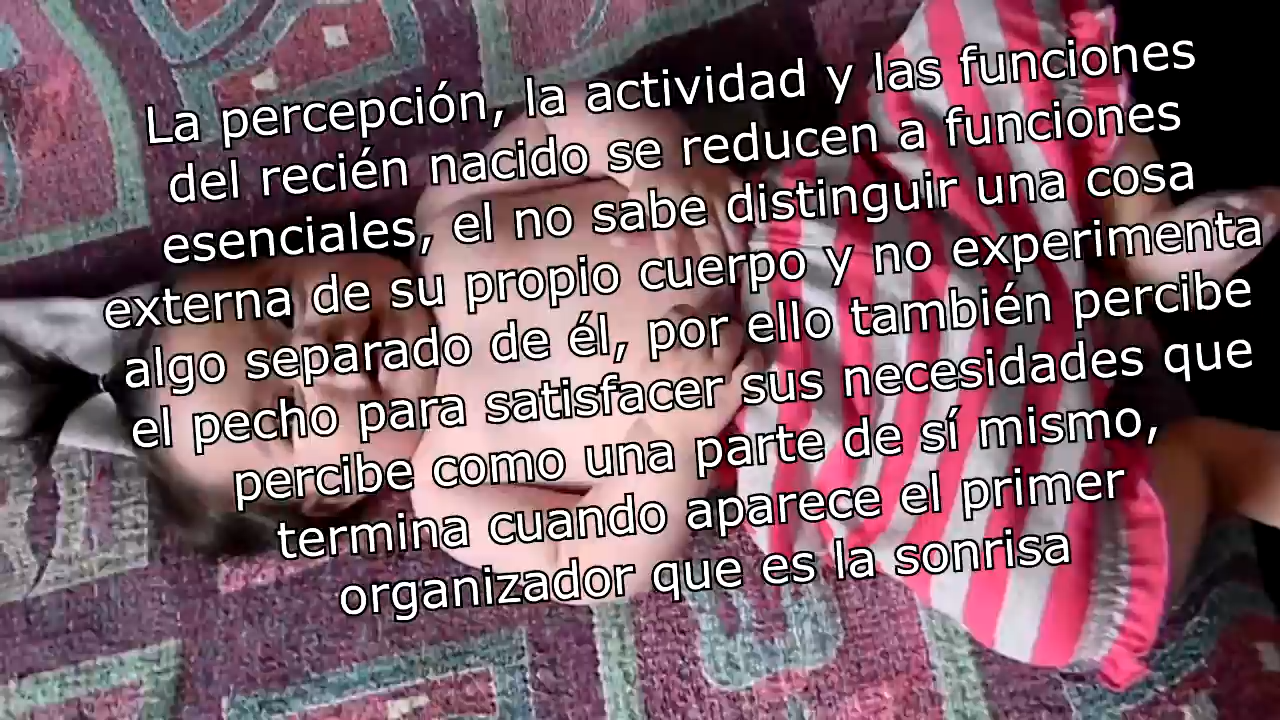 La percepción, la actividad y las funciones
del recién nacido se reducen a funciones
esenciales, el no sabe distinguir una cosa
externa de su propio cuerpo y no experimenta
algo separado de él, por ello también percibe
el pecho para satisfacer sus necesidades que
percibe como una parte de sí mismo,
termina cuando aparece el primer
organizador que es la sonrisa